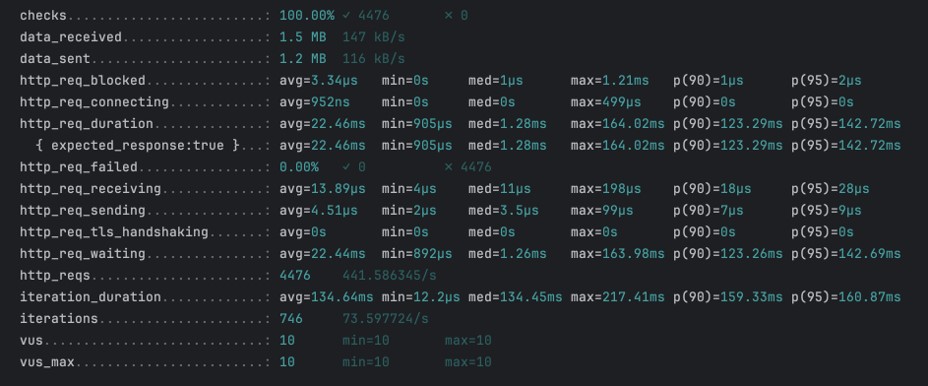 checks.........................: 100.00% ✓ 4476 ✗ 0
data_received..................: 1.5 MB 147 kB/s
data_sent......................: 1.2 MB 116 kB/s
http_req_blocked...............: avg=3.34µs min=0s med=1µs max=1.21ms p(90)=1µs p(95)=2µs
http_req_connecting............: avg=952ns min=0s med=0s max=499µs p(90)=0s p(95)=0s
http_req_duration..............: avg=22.46ms min=905µs med=1.28ms max=164.02ms p(90)=123.29ms p(95)=142.72ms
{ expected_response:true }...: avg=22.46ms min=905µs med=1.28ms max=164.02ms p(90)=123.29ms p(95)=142.72ms
http_req_failed................: 0.00% ✓ 0 ✗ 4476
http_req_receiving.............: avg=13.89µs min=4µs med=11µs max=198µs p(90)=18µs p(95)=28µs
http_req_sending...............: avg=4.51µs min=2µs med=3.5µs max=99µs p(90)=7µs p(95)=9µs
http_req_tls_handshaking.......: avg=0s min=0s med=0s max=0s p(90)=0s p(95)=0s
http_req_waiting...............: avg=22.44ms min=892µs med=1.26ms max=163.98ms p(90)=123.26ms p(95)=142.69ms
http_reqs......................: 4476 441.586345/s
iteration_duration.............: avg=134.64ms min=12.2µs med=134.45ms max=217.41ms p(90)=159.33ms p(95)=160.87ms
iterations.....................: 746 73.597724/s
vus............................: 10 min=10 max=10
vus_max........................: 10 min=10 max=10